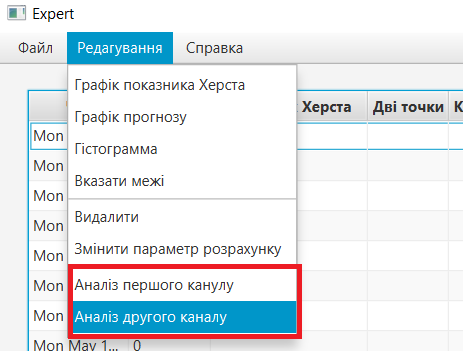 Expert
Файл Редагування Справка
Графік показника Херста
Графік прогнозу
Гістограмма
Вказати межі
Видалити
Змінити параметр розрахунку
Аналіз першого канулу
Аналіз другого каналу
Херста Дві точки К
Mon
Mon
Mon
Mon
Mon
Mon
Mon
Mon May 1... 0